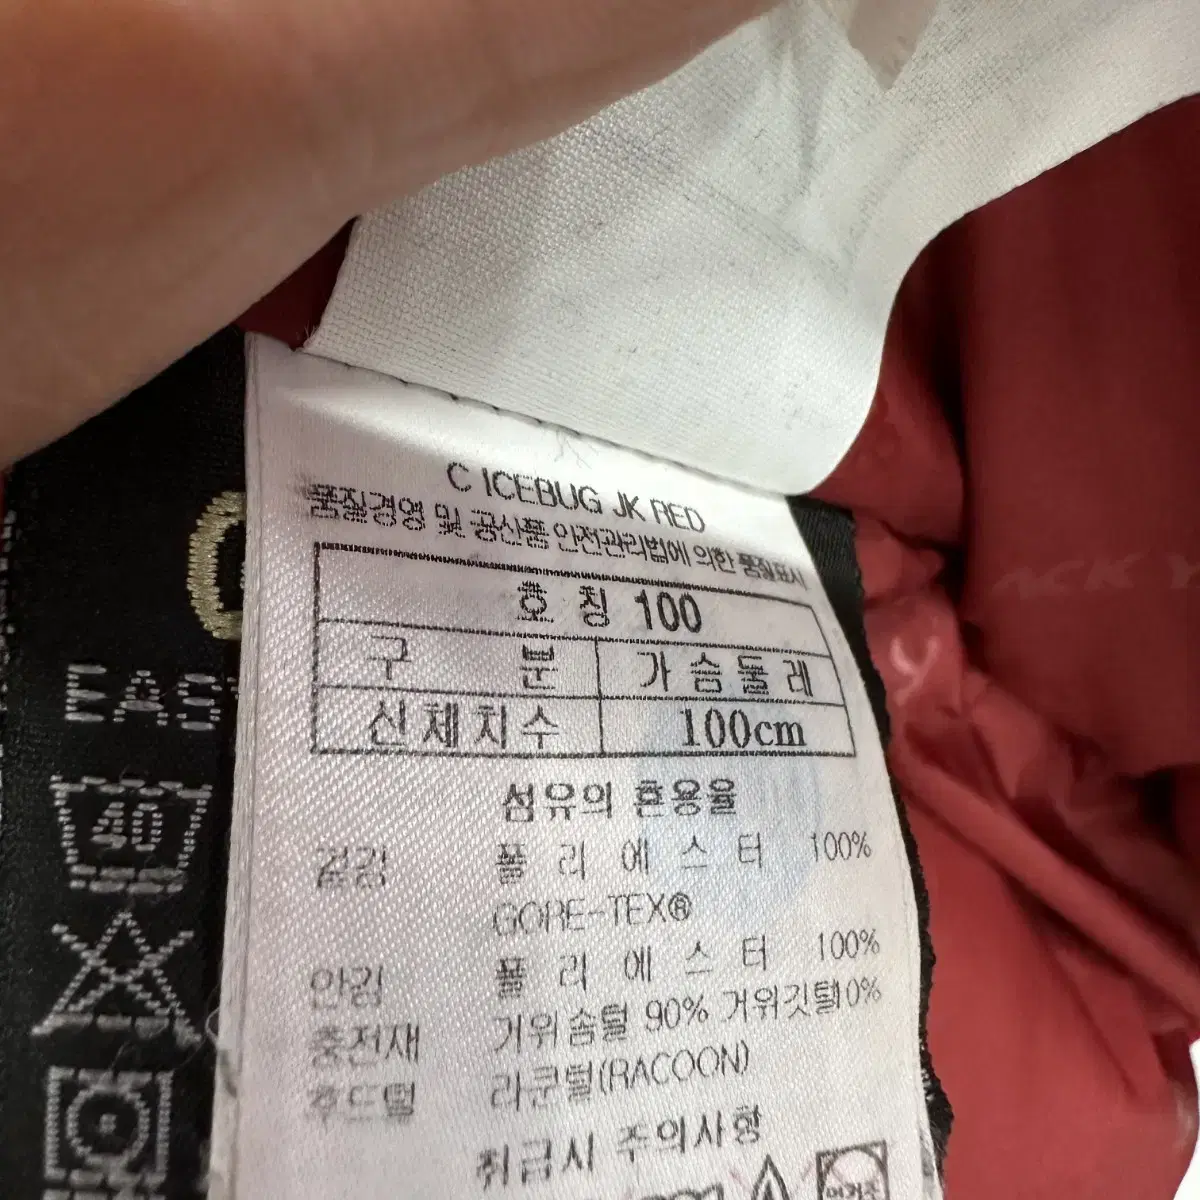 C ICEBUG JK RED
품질경영 및 공산품 안전관리법에 의한 품질표시
호 칭 100
구 분 가슴둘레
신체치수 100cm
섬유의 혼용율
겉감 폴리에스터 100%
GORE-TEX®
안감 폴리에스터 100%
충전재 거위솜털 90% 거위깃털10%
후드털 라쿤털(RACOON)
취급시 주의사항
EAS
40